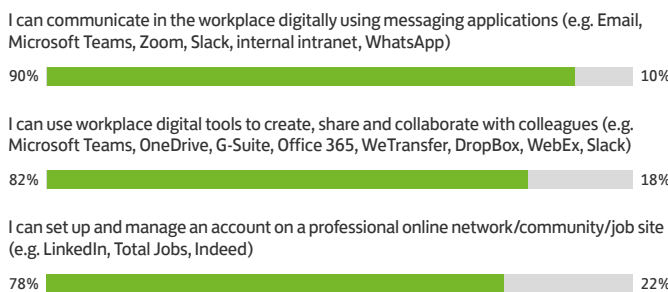 I can communicate in the workplace digitally using messaging applications (e.g. Email,
Microsoft Teams, Zoom, Slack, internal intranet, WhatsApp)
90% 10%
I can use workplace digital tools to create, share and collaborate with colleagues (e.g.
Microsoft Teams, OneDrive, G-Suite, Office 365, WeTransfer, DropBox, WebEx, Slack)
82% 18%
I can set up and manage an account on a professional online network/community/job site
(e.g. LinkedIn, Total Jobs, Indeed)
78% 22%